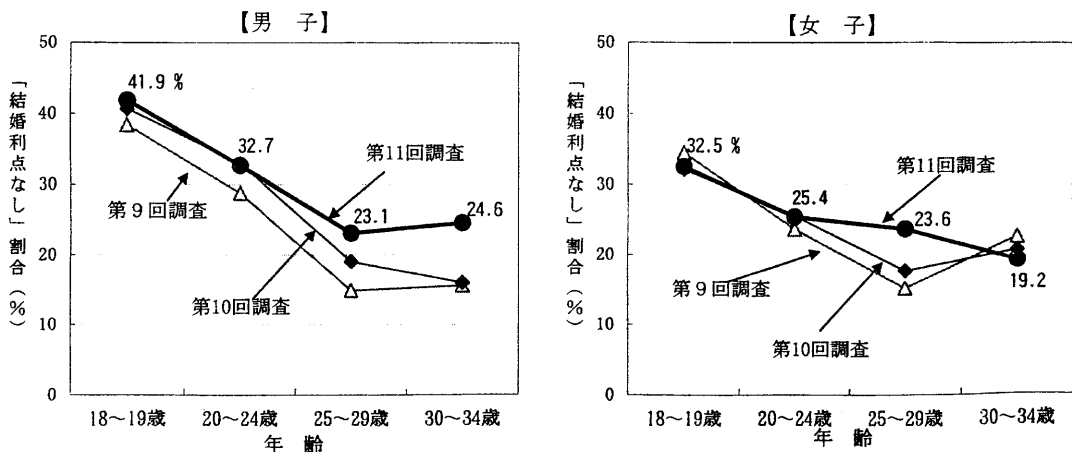 【男　子】
「結婚利点なし」割合（%）
50
40
30
20
10
0
41.9 %
32.7
23.1
24.6
第11回調査
第９回調査
第10回調査
18～19歳
20～24歳
25～29歳
30～34歳
年　齢
【女　子】
「結婚利点なし」割合（%）
50
40
30
20
10
0
32.5 %
25.4
23.6
19.2
第11回調査
第９回調査
第10回調査
18～19歳
20～24歳
25～29歳
30～34歳
年　齢